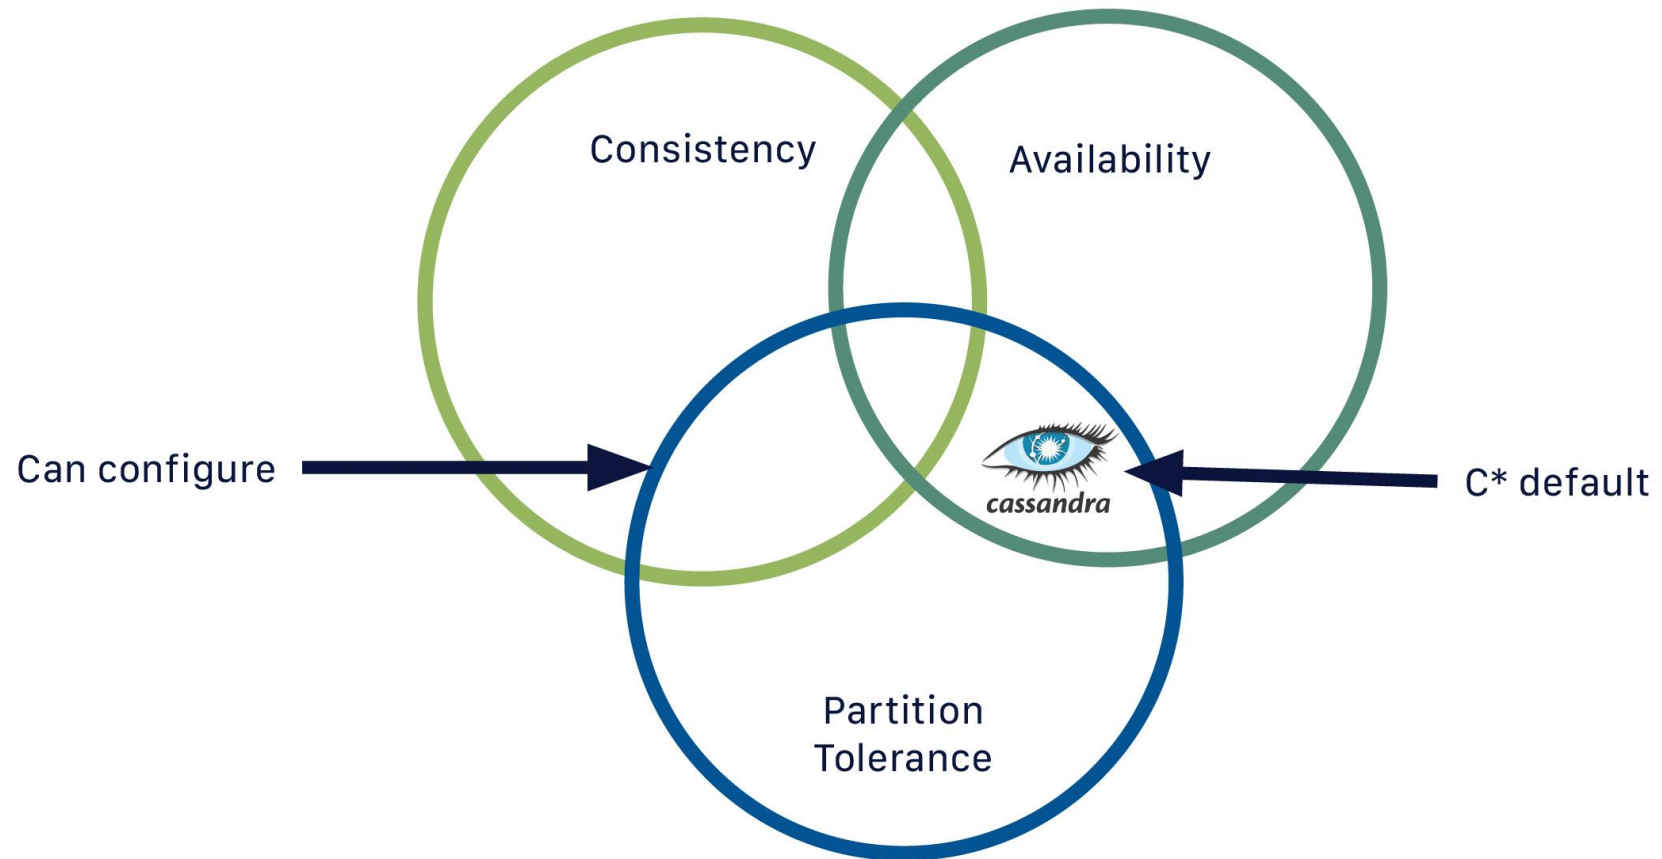 Consistency
Availability
Can configure
cassandra
C* default
Partition
Tolerance